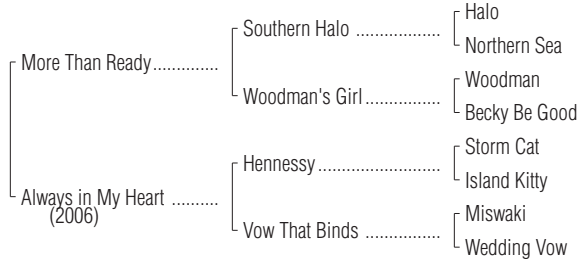 Halo
Southern Halo ..................
Northern Sea
More Than Ready..............
Woodman
Woodman's Girl................
Becky Be Good
Storm Cat
Hennessy..........................
Island Kitty
Always in My Heart ..........
(2006)
Miswaki
Vow That Binds ................
Wedding Vow